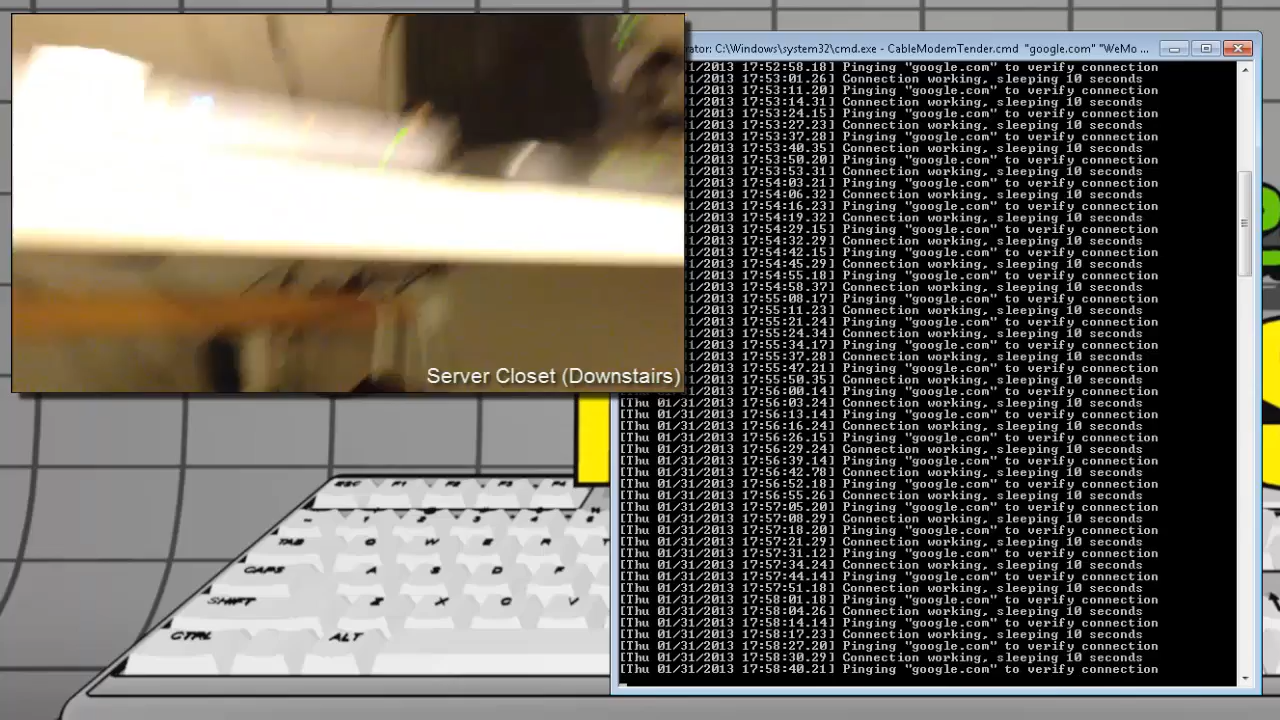 rator: C:\Windows\system32\cmd.exe - CableModemTender.cmd "google.com" "WeMo ...
1/2013 17:52:58.18] Pinging "google.com" to verify connection
1/2013 17:53:01.26] Connection working, sleeping 10 seconds
1/2013 17:53:11.20] Pinging "google.com" to verify connection
1/2013 17:53:14.31] Connection working, sleeping 10 seconds
1/2013 17:53:24.15] Pinging "google.com" to verify connection
1/2013 17:53:27.23] Connection working, sleeping 10 seconds
1/2013 17:53:37.28] Pinging "google.com" to verify connection
1/2013 17:53:40.35] Connection working, sleeping 10 seconds
1/2013 17:53:50.20] Pinging "google.com" to verify connection
1/2013 17:53:53.31] Connection working, sleeping 10 seconds
1/2013 17:54:03.21] Pinging "google.com" to verify connection
1/2013 17:54:06.32] Connection working, sleeping 10 seconds
1/2013 17:54:16.23] Pinging "google.com" to verify connection
1/2013 17:54:19.32] Connection working, sleeping 10 seconds
1/2013 17:54:29.15] Pinging "google.com" to verify connection
1/2013 17:54:32.29] Connection working, sleeping 10 seconds
1/2013 17:54:42.15] Pinging "google.com" to verify connection
1/2013 17:54:45.29] Connection working, sleeping 10 seconds
1/2013 17:54:55.18] Pinging "google.com" to verify connection
1/2013 17:54:58.37] Connection working, sleeping 10 seconds
1/2013 17:55:08.17] Pinging "google.com" to verify connection
1/2013 17:55:11.23] Connection working, sleeping 10 seconds
1/2013 17:55:21.24] Pinging "google.com" to verify connection
1/2013 17:55:24.34] Connection working, sleeping 10 seconds
1/2013 17:55:34.17] Pinging "google.com" to verify connection
1/2013 17:55:37.28] Connection working, sleeping 10 seconds
1/2013 17:55:47.21] Pinging "google.com" to verify connection
1/2013 17:55:50.35] Connection working, sleeping 10 seconds
[Thu 01/31/2013 17:56:00.14] Pinging "google.com" to verify connection
[Thu 01/31/2013 17:56:03.24] Connection working, sleeping 10 seconds
[Thu 01/31/2013 17:56:13.14] Pinging "google.com" to verify connection
[Thu 01/31/2013 17:56:16.24] Connection working, sleeping 10 seconds
[Thu 01/31/2013 17:56:26.15] Pinging "google.com" to verify connection
[Thu 01/31/2013 17:56:29.24] Connection working, sleeping 10 seconds
[Thu 01/31/2013 17:56:39.14] Pinging "google.com" to verify connection
[Thu 01/31/2013 17:56:42.78] Connection working, sleeping 10 seconds
[Thu 01/31/2013 17:56:52.18] Pinging "google.com" to verify connection
[Thu 01/31/2013 17:56:55.26] Connection working, sleeping 10 seconds
[Thu 01/31/2013 17:57:05.20] Pinging "google.com" to verify connection
[Thu 01/31/2013 17:57:08.29] Connection working, sleeping 10 seconds
[Thu 01/31/2013 17:57:18.20] Pinging "google.com" to verify connection
[Thu 01/31/2013 17:57:21.29] Connection working, sleeping 10 seconds
[Thu 01/31/2013 17:57:31.12] Pinging "google.com" to verify connection
[Thu 01/31/2013 17:57:34.24] Connection working, sleeping 10 seconds
[Thu 01/31/2013 17:57:44.14] Pinging "google.com" to verify connection
[Thu 01/31/2013 17:57:51.18] Connection working, sleeping 10 seconds
[Thu 01/31/2013 17:58:01.18] Pinging "google.com" to verify connection
[Thu 01/31/2013 17:58:04.26] Connection working, sleeping 10 seconds
[Thu 01/31/2013 17:58:14.14] Pinging "google.com" to verify connection
[Thu 01/31/2013 17:58:17.23] Connection working, sleeping 10 seconds
[Thu 01/31/2013 17:58:27.20] Pinging "google.com" to verify connection
[Thu 01/31/2013 17:58:30.29] Connection working, sleeping 10 seconds
[Thu 01/31/2013 17:58:40.21] Pinging "google.com" to verify connection
Server Closet (Downstairs)
ESC F1 F2 F3 F4
TAB Q W E R T
CAPS A S D F
SHIFT Z X C V
CTRL ALT